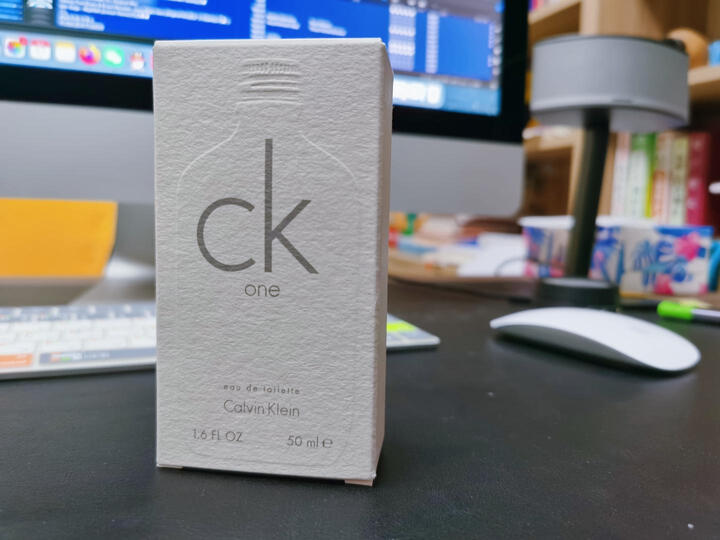 ck
one
eau de toilette
Calvin Klein
1.6 FL OZ 50 ml ℮